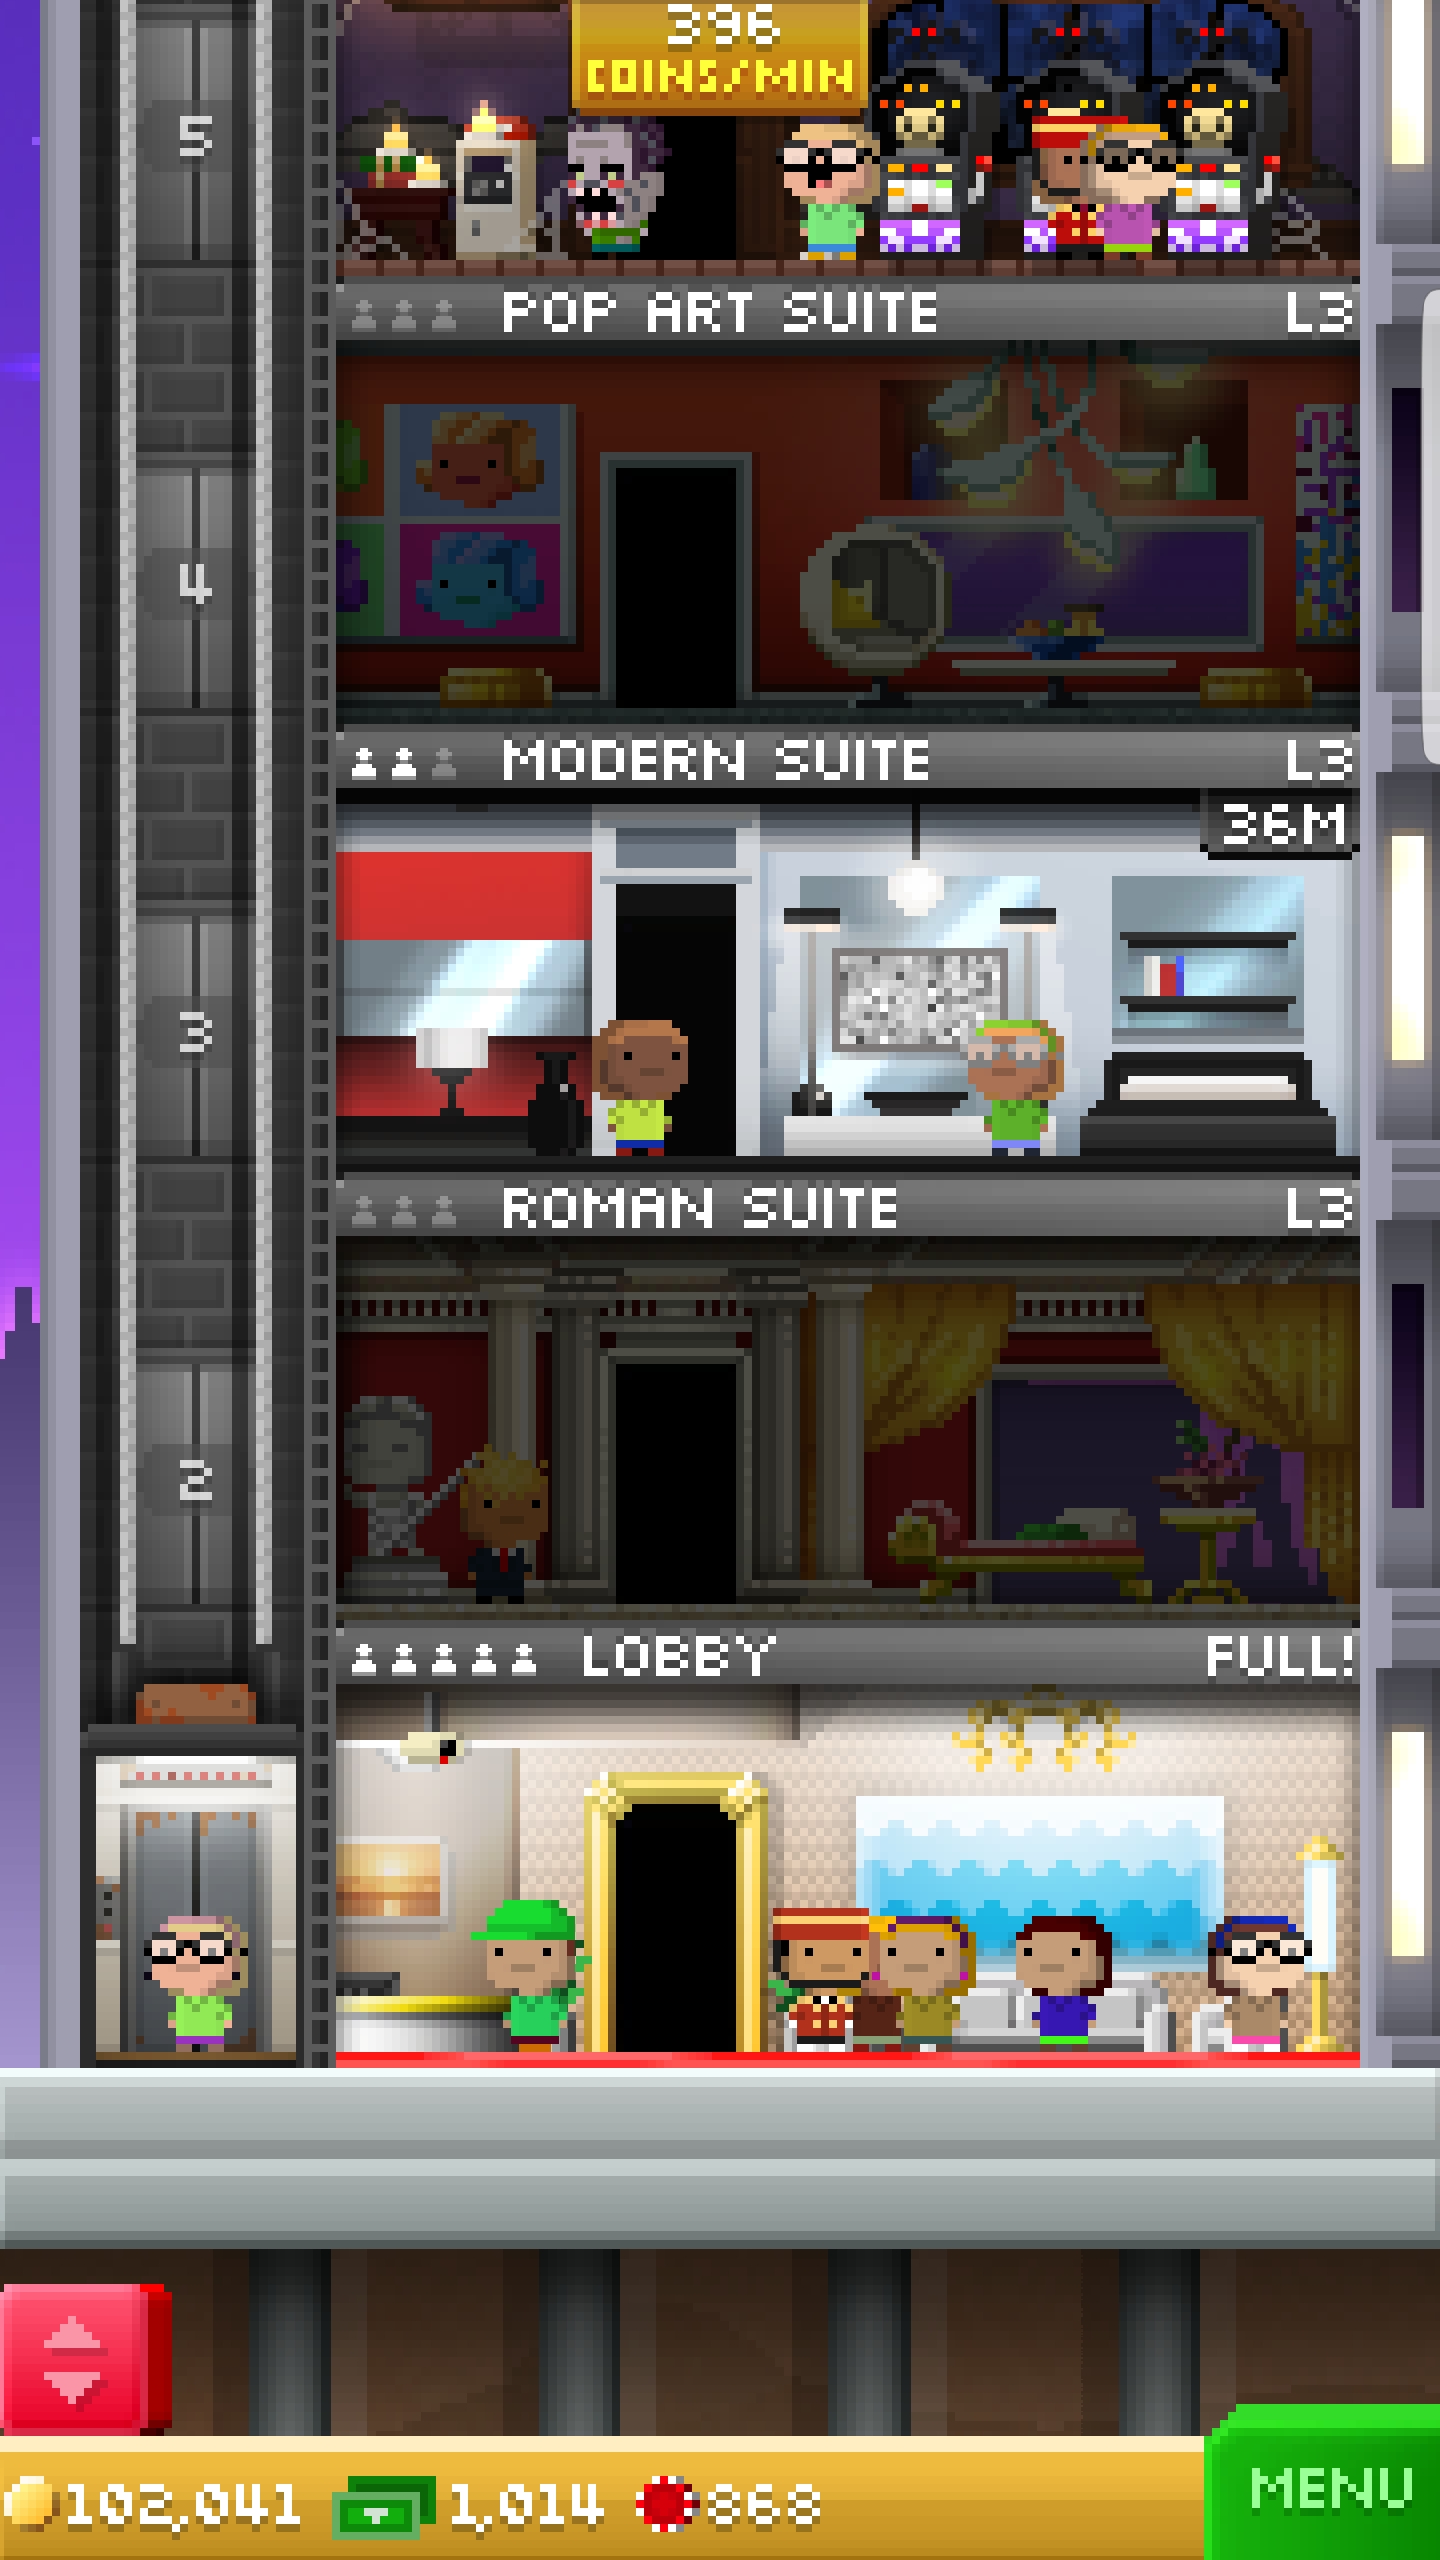 396
COINS/MIN
5
POP ART SUITE L3
4
MODERN SUITE L3
36M
3
ROMAN SUITE L3
2
LOBBY FULL!
102,041 1,014 868
MENU